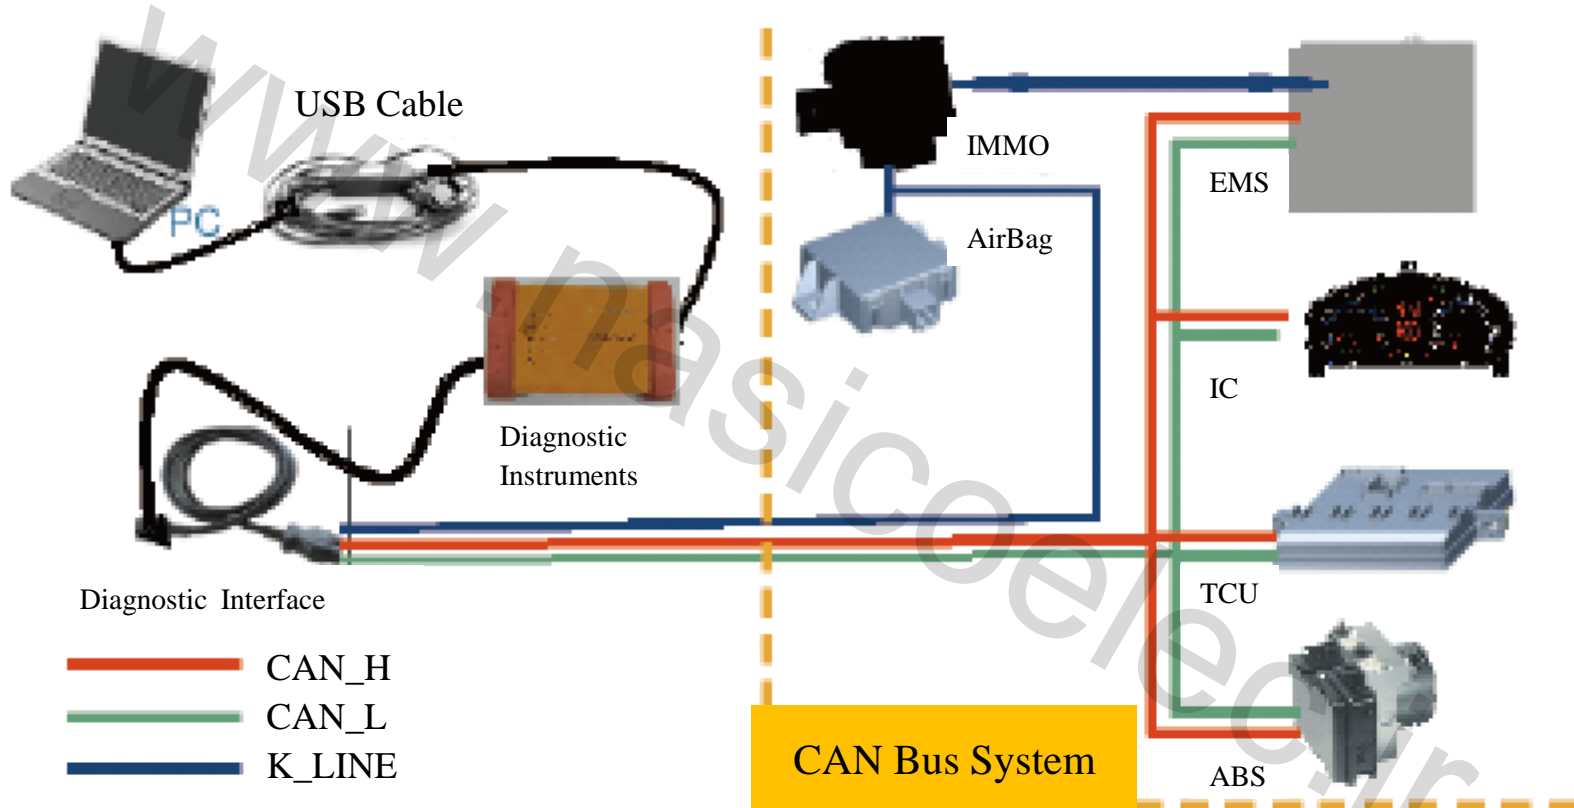 USB Cable
PC
Diagnostic
Instruments
Diagnostic Interface
CAN_H
CAN_L
K_LINE
IMMO
AirBag
EMS
IC
TCU
ABS
CAN Bus System
www.nasicoelec.ir